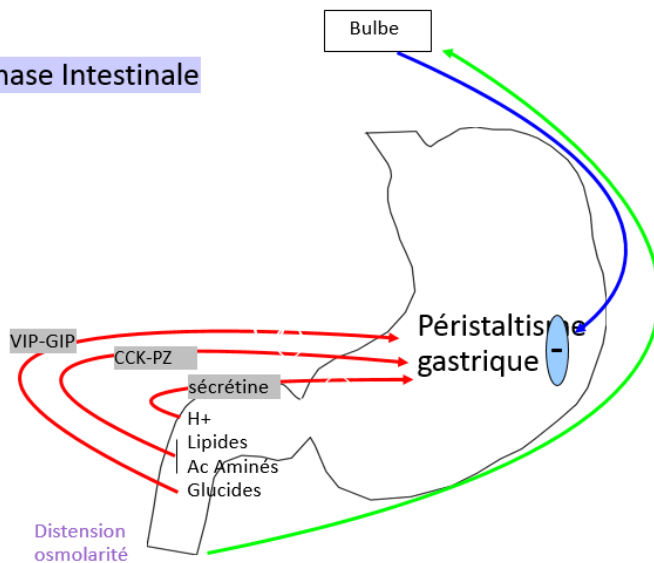 Bulbe
hase Intestinale
Péristaltisme
gastrique
-
VIP-GIP
CCK-PZ
sécrétine
H+
Lipides
Ac Aminés
Glucides
Distension
osmolarité